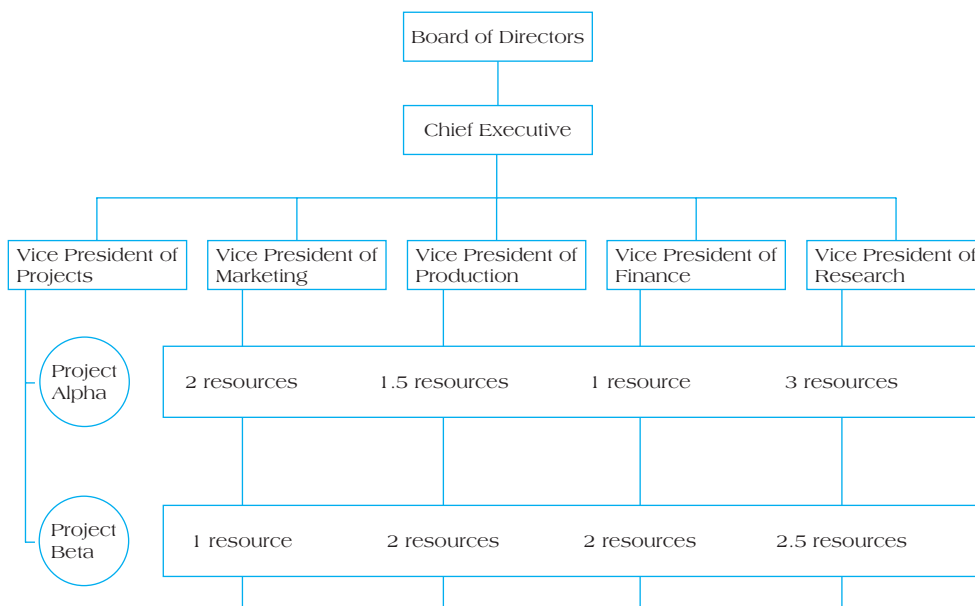 Board of Directors
Chief Executive
Vice President of
Projects
Vice President of
Marketing
Vice President of
Production
Vice President of
Finance
Vice President of
Research
Project
Alpha
2 resources
1.5 resources
1 resource
3 resources
Project
Beta
1 resource
2 resources
2 resources
2.5 resources